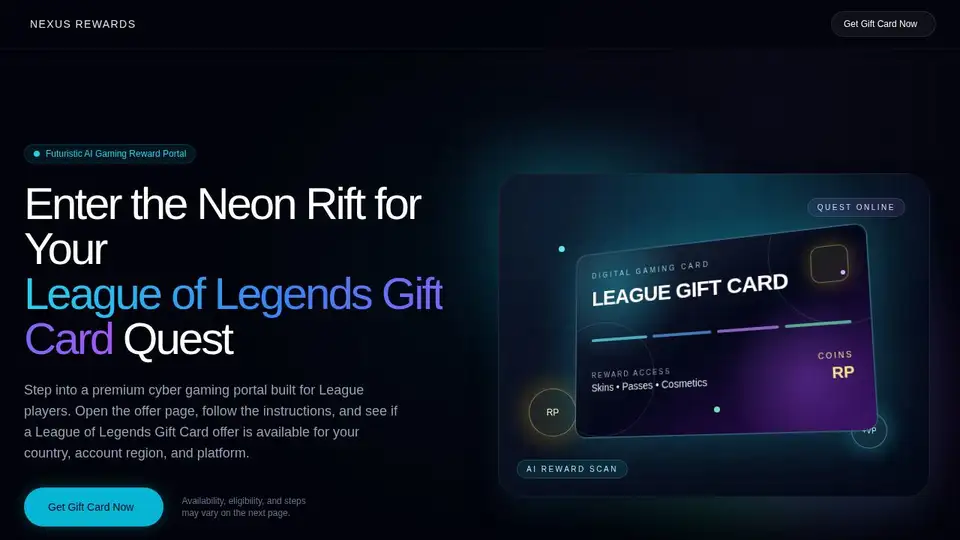 NEXUS REWARDS
Get Gift Card Now
Futuristic AI Gaming Reward Portal
Enter the Neon Rift for
Your
League of Legends Gift
Card Quest
Step into a premium cyber gaming portal built for League
players. Open the offer page, follow the instructions, and see if
a League of Legends Gift Card offer is available for your
country, account region, and platform.
Get Gift Card Now
Availability, eligibility, and steps
may vary on the next page.
QUEST ONLINE
DIGITAL GAMING CARD
LEAGUE GIFT CARD
REWARD ACCESS
Skins • Passes • Cosmetics
COINS
RP
RP
AI REWARD SCAN